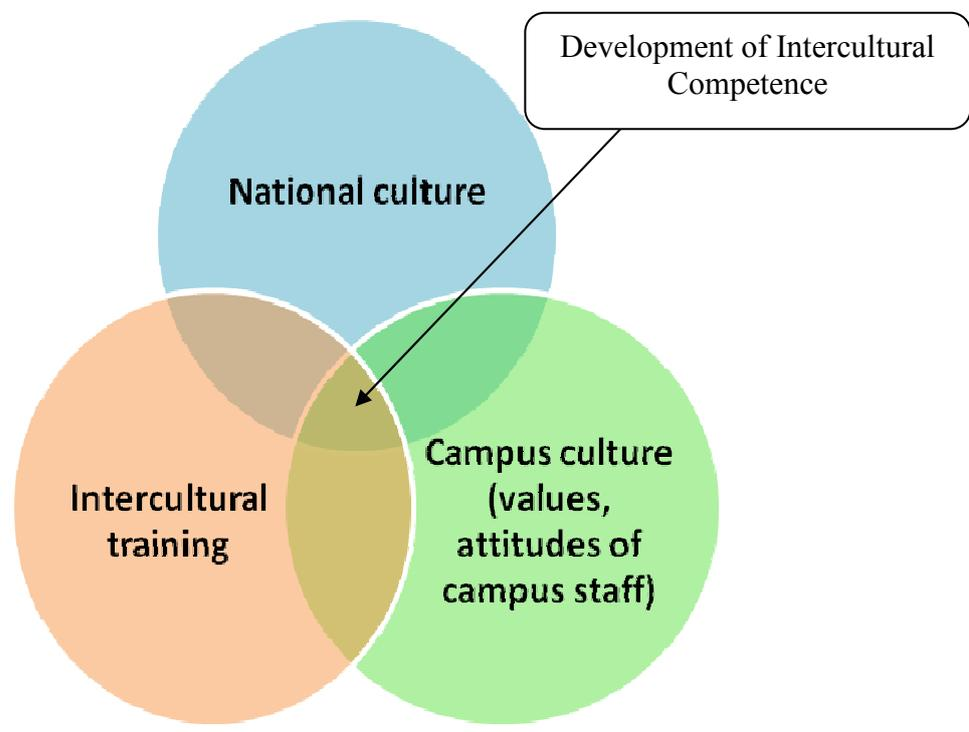 Development of Intercultural
Competence
National culture
Intercultural
training
Campus culture
(values,
attitudes of
campus staff)